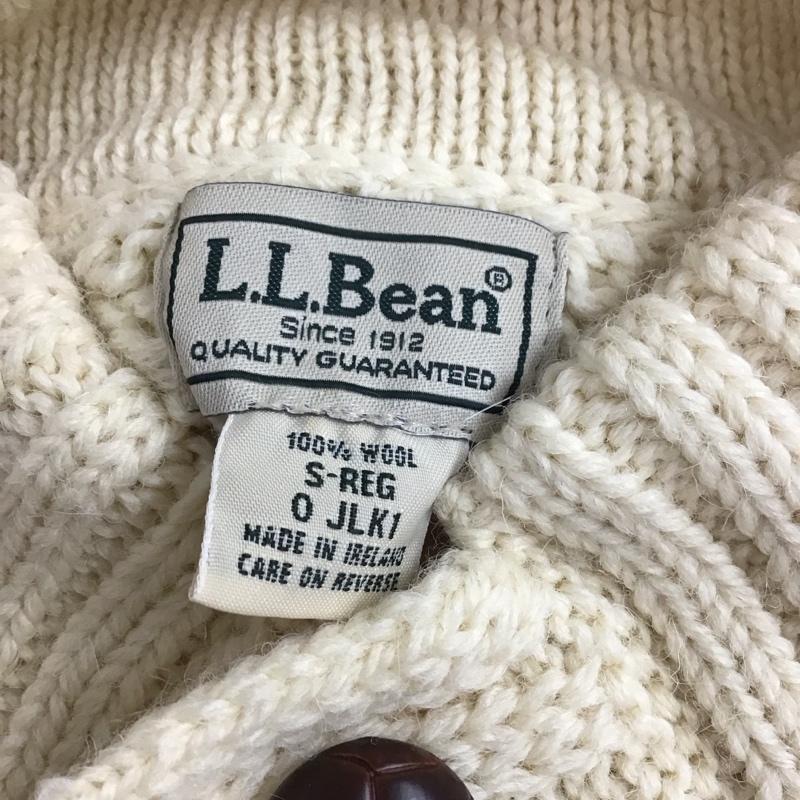 L.L.Bean®
Since 1912
QUALITY GUARANTEED
100% WOOL
S-REG
0 JLK1
MADE IN IRELAND
CARE ON REVERSE